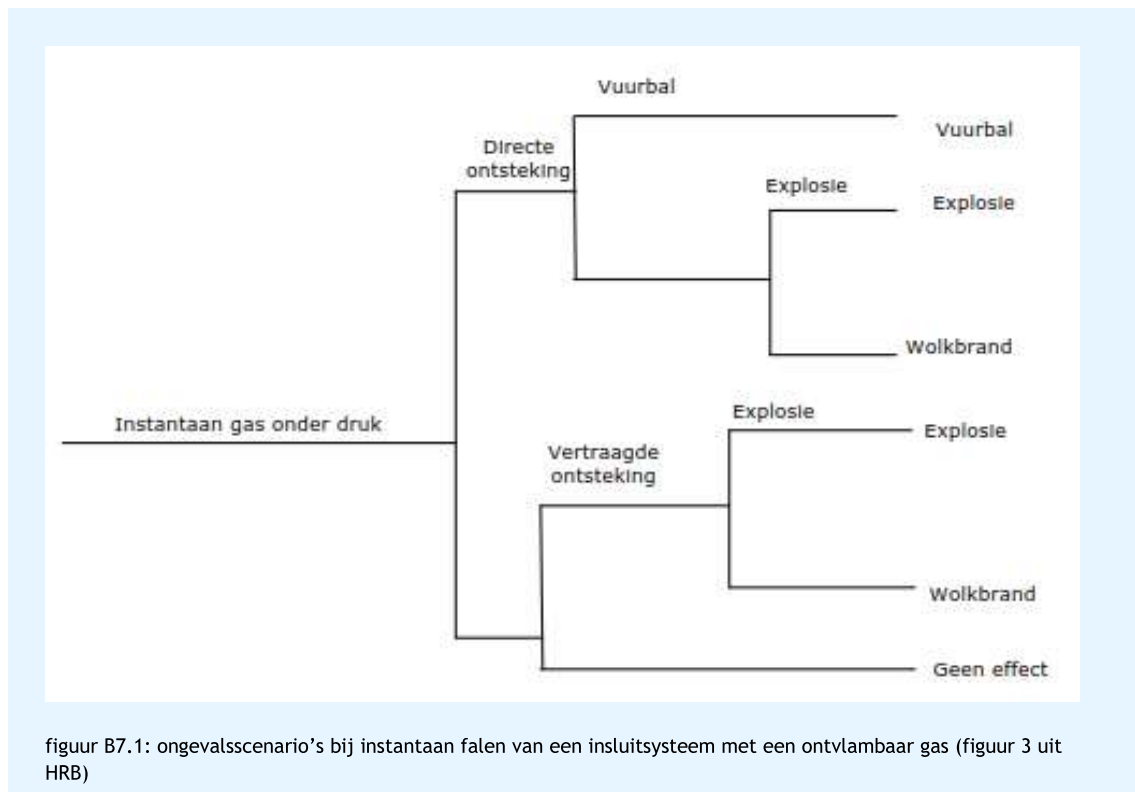 Vuurbal
Vuurbal
Directe
ontsteking
Explosie
Explosie
Wolkbrand
Explosie
Explosie
Instantaan gas onder druk
Vertraagde
ontsteking
Wolkbrand
Geen effect
figuur B7.1: ongevalsscenario's bij instantaan falen van een insluitsysteem met een ontvlambaar gas (figuur 3 uit
HRB)